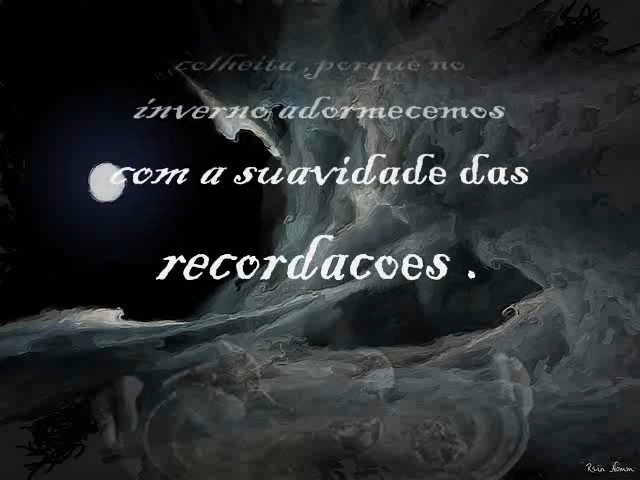 colheita , porque no
inverno adormecemos
com a suavidade das
recordacoes .